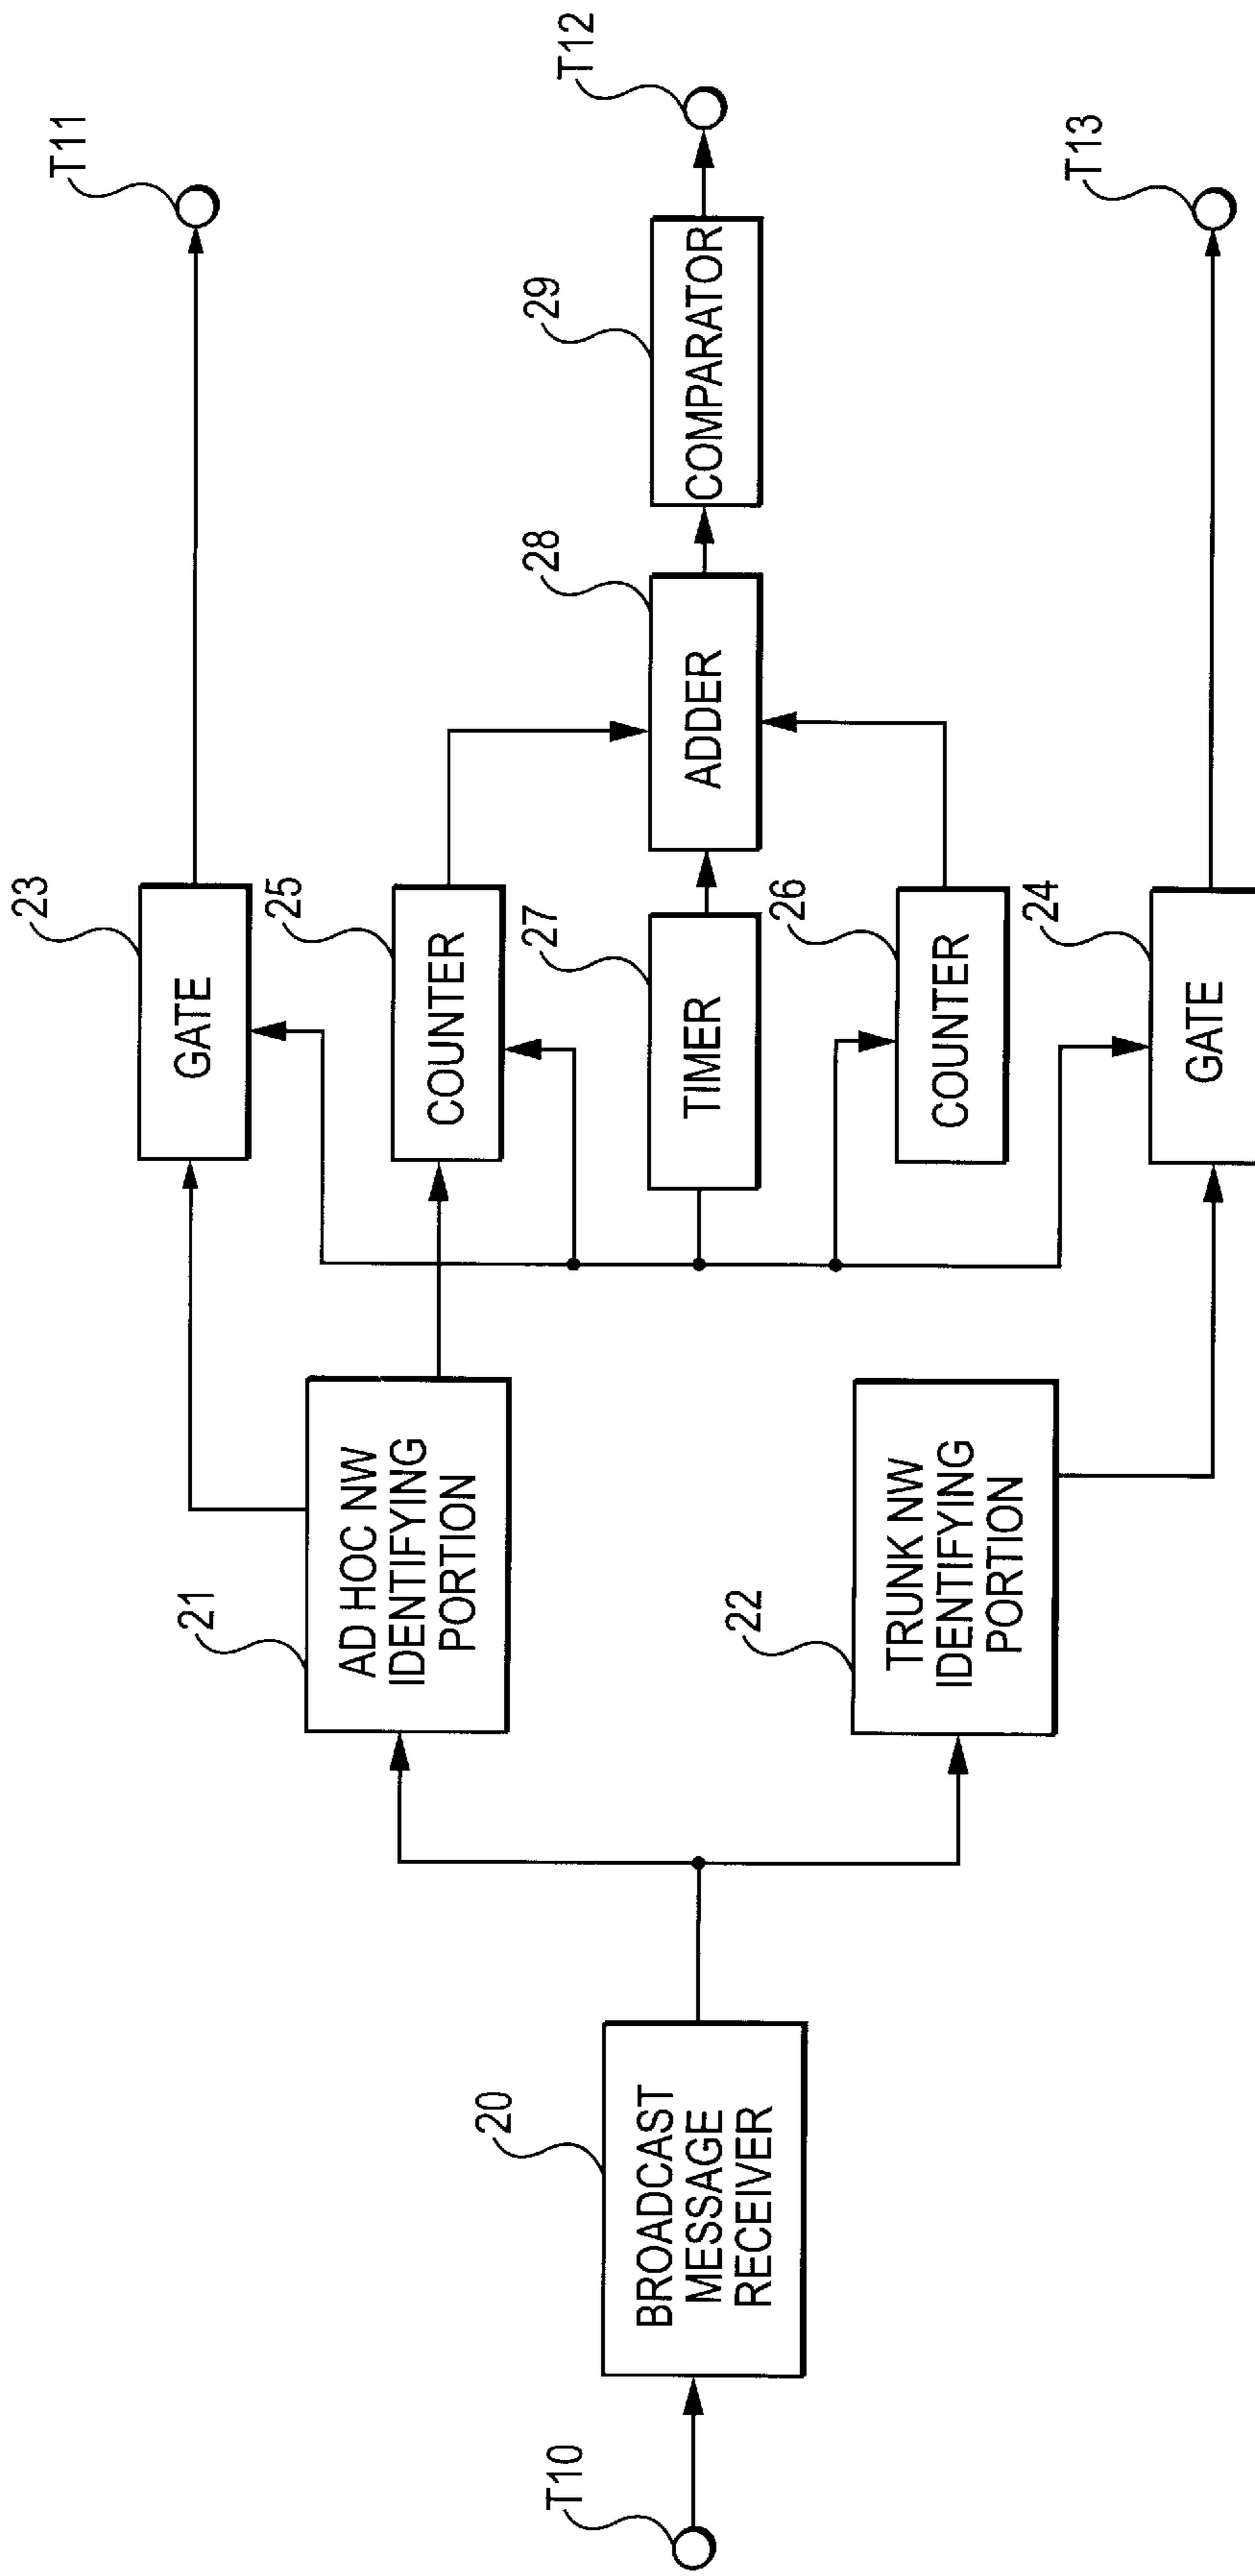 T10
20
BROADCAST
MESSAGE
RECEIVER
21
AD HOC NW
IDENTIFYING
PORTION
22
TRUNK NW
IDENTIFYING
PORTION
23
GATE
25
COUNTER
27
TIMER
26
COUNTER
24
GATE
28
ADDER
29
COMPARATOR
T11
T12
T13